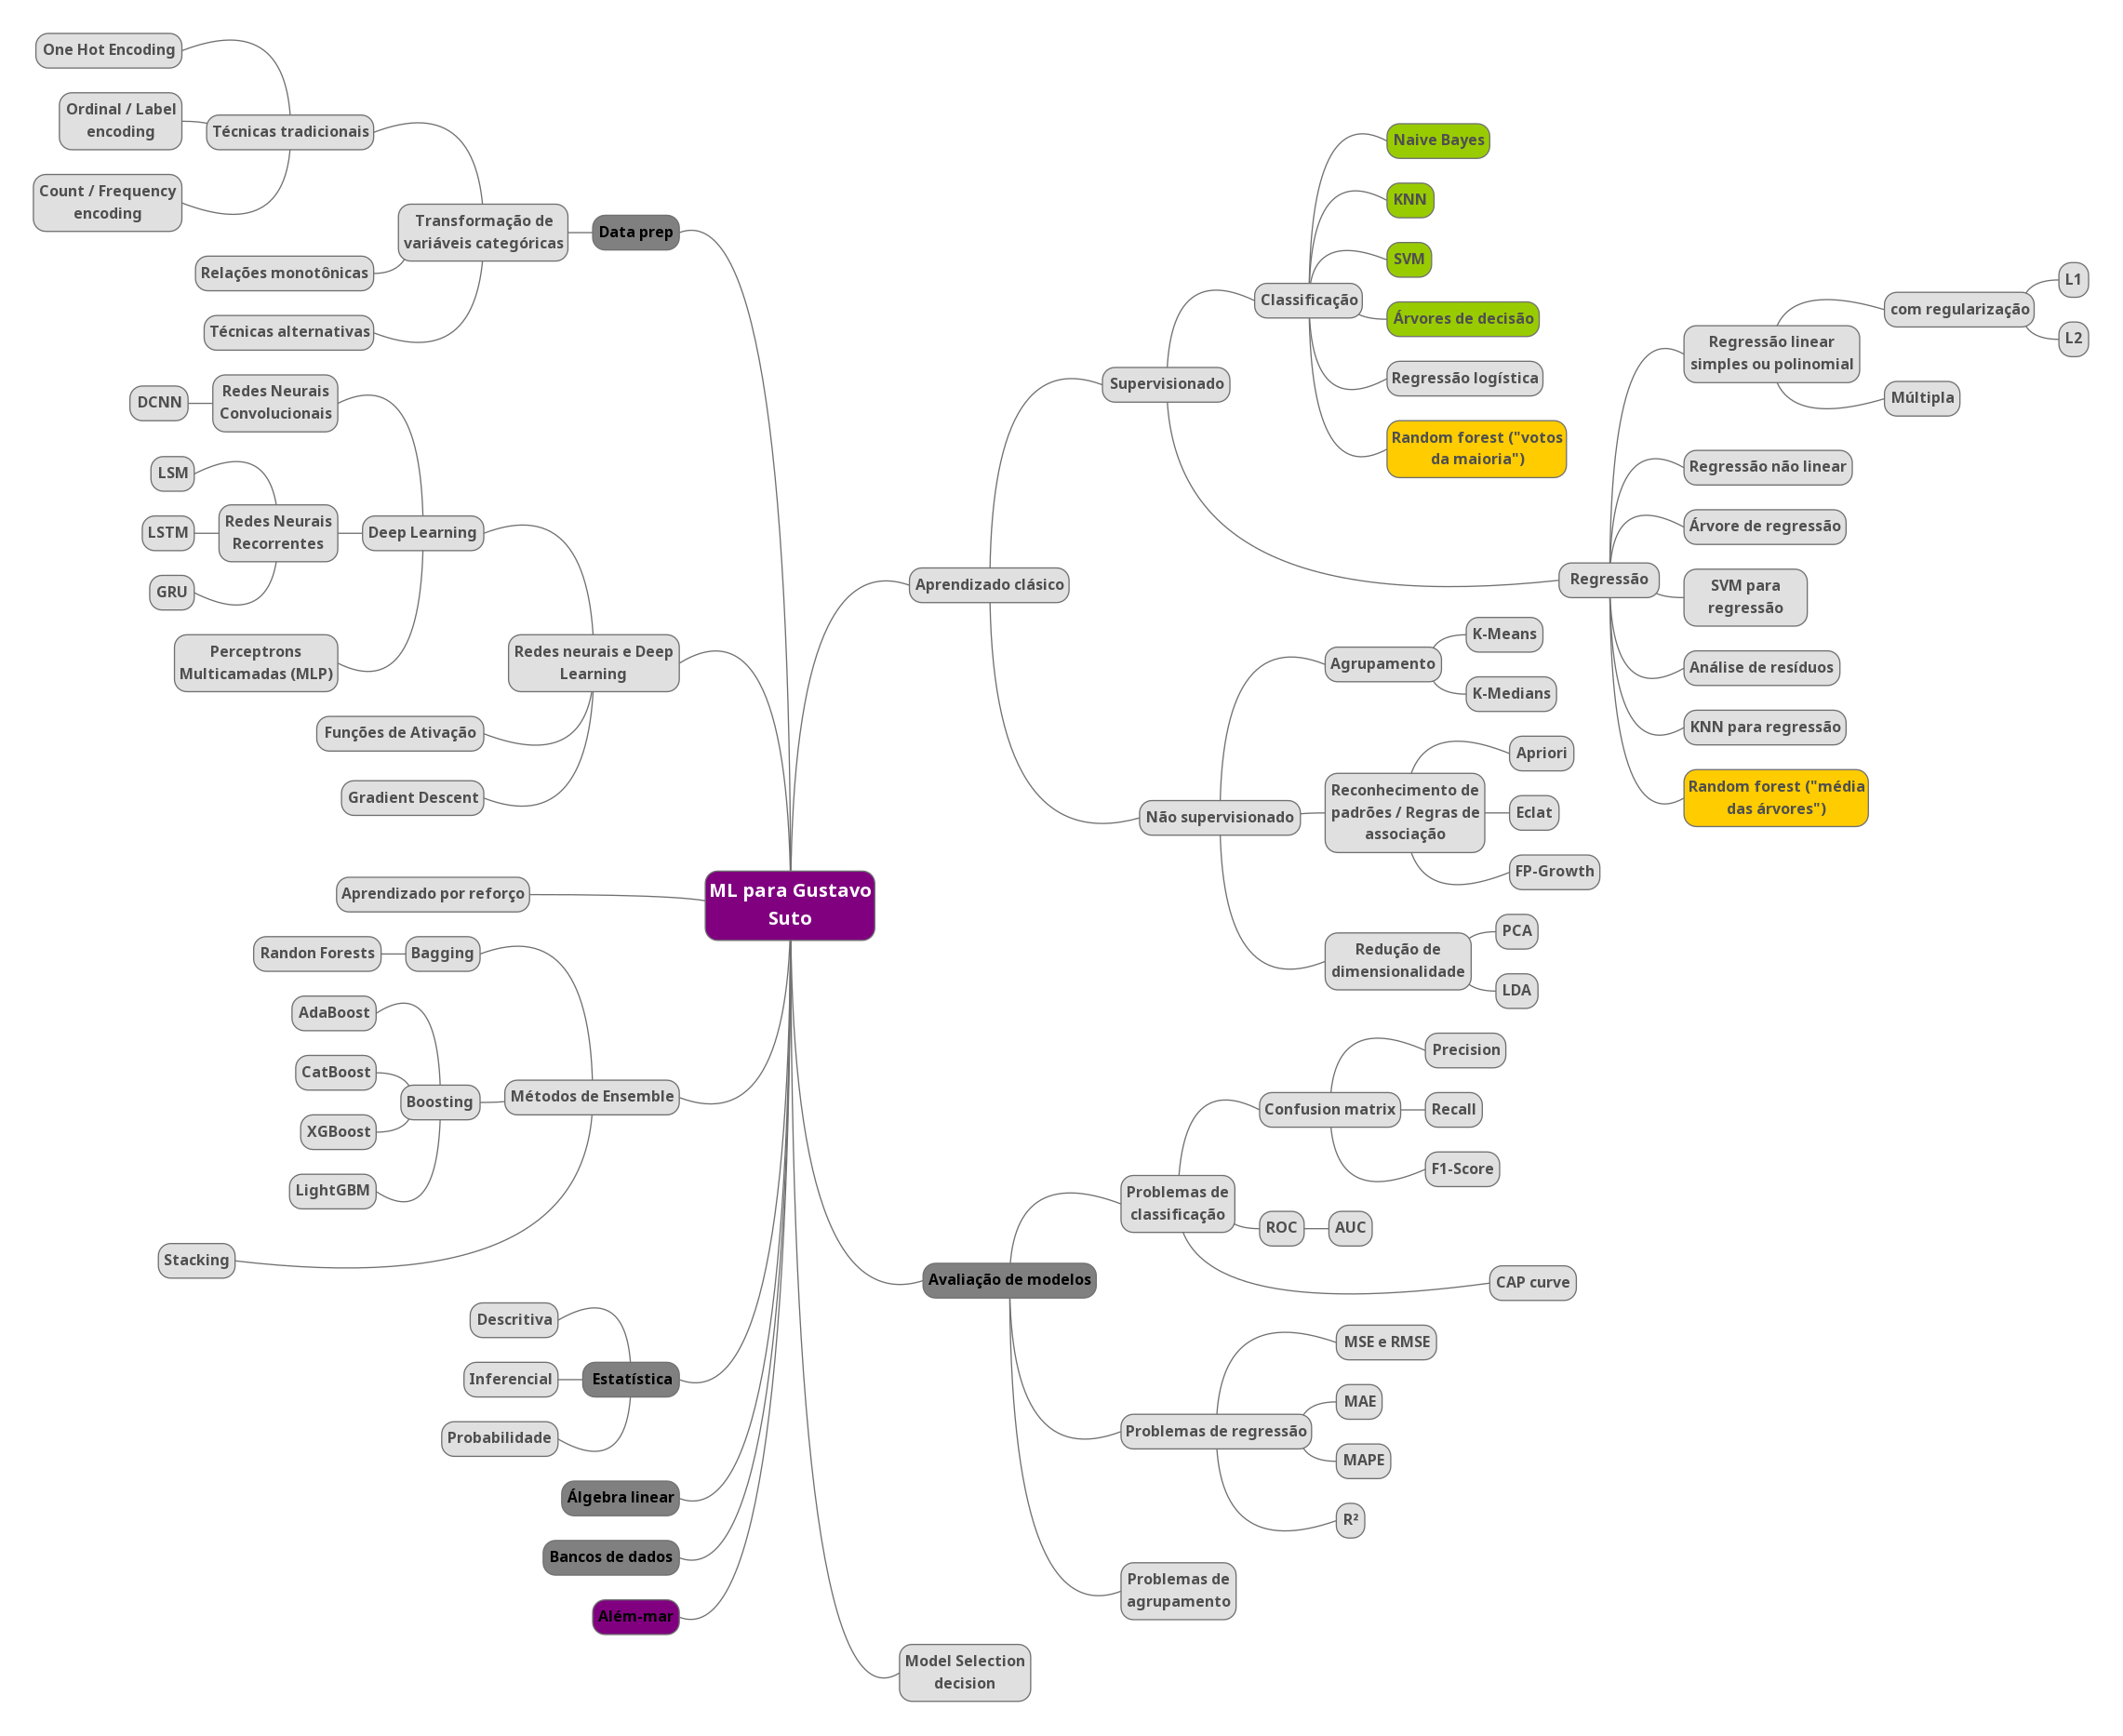 One Hot Encoding
Ordinal / Label
encoding
Count / Frequency
encoding
Técnicas tradicionais
Relações monotônicas
Técnicas alternativas
Transformação de
variáveis categóricas
Data prep
DCNN
Redes Neurais
Convolucionais
LSM
LSTM
GRU
Redes Neurais
Recorrentes
Perceptrons
Multicamadas (MLP)
Deep Learning
Funções de Ativação
Gradient Descent
Redes neurais e Deep
Learning
Aprendizado por reforço
Randon Forests
Bagging
AdaBoost
CatBoost
XGBoost
LightGBM
Boosting
Stacking
Métodos de Ensemble
Descritiva
Inferencial
Probabilidade
Estatística
Álgebra linear
Bancos de dados
Além-mar
ML para Gustavo
Suto
Aprendizado clásico
Supervisionado
Classificação
Naive Bayes
KNN
SVM
Árvores de decisão
Regressão logística
Random forest ("votos
da maioria")
Regressão
Regressão linear
simples ou polinomial
com regularização
L1
L2
Múltipla
Regressão não linear
Árvore de regressão
SVM para
regressão
Análise de resíduos
KNN para regressão
Random forest ("média
das árvores")
Não supervisionado
Agrupamento
K-Means
K-Medians
Reconhecimento de
padrões / Regras de
associação
Apriori
Eclat
FP-Growth
Redução de
dimensionalidade
PCA
LDA
Avaliação de modelos
Problemas de
classificação
Confusion matrix
Precision
Recall
F1-Score
ROC
AUC
CAP curve
Problemas de regressão
MSE e RMSE
MAE
MAPE
R²
Problemas de
agrupamento
Model Selection
decision